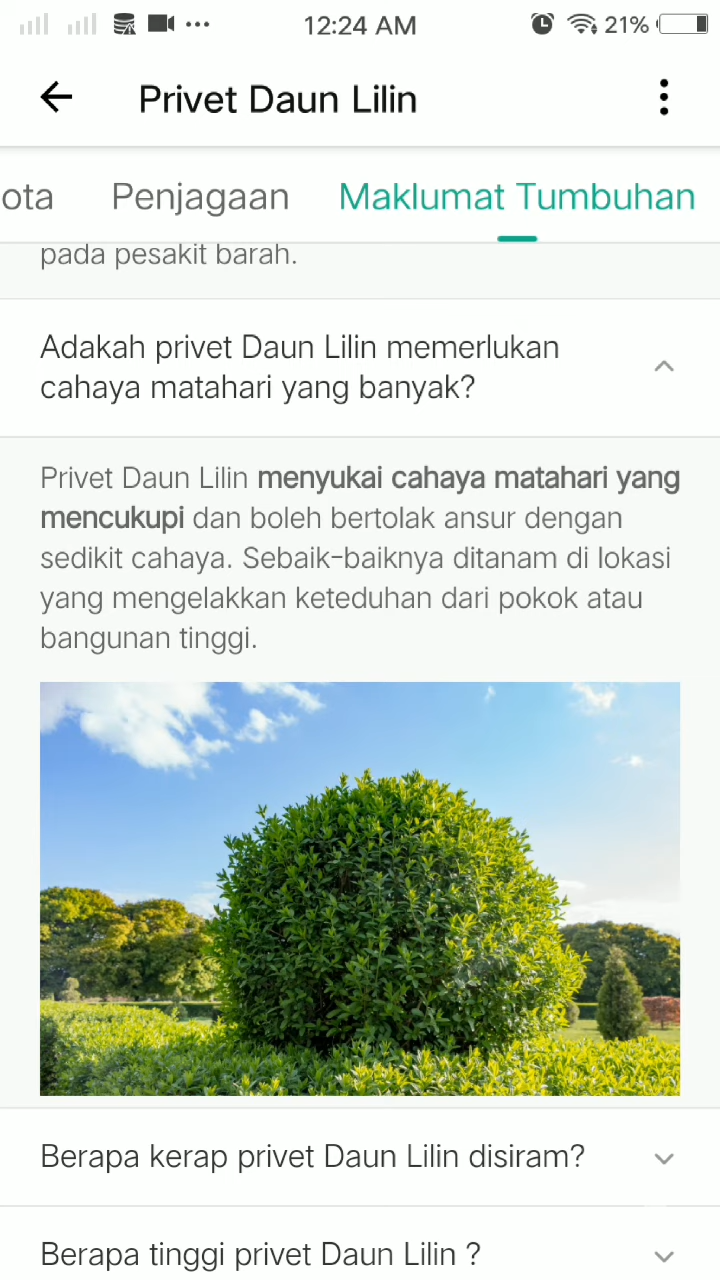 12:24 AM
21%
Privet Daun Lilin
ota Penjagaan Maklumat Tumbuhan
pada pesakit barah.
Adakah privet Daun Lilin memerlukan
cahaya matahari yang banyak?
Privet Daun Lilin menyukai cahaya matahari yang
mencukupi dan boleh bertolak ansur dengan
sedikit cahaya. Sebaik-baiknya ditanam di lokasi
yang mengelakkan keteduhan dari pokok atau
bangunan tinggi.
Berapa kerap privet Daun Lilin disiram?
Berapa tinggi privet Daun Lilin ?